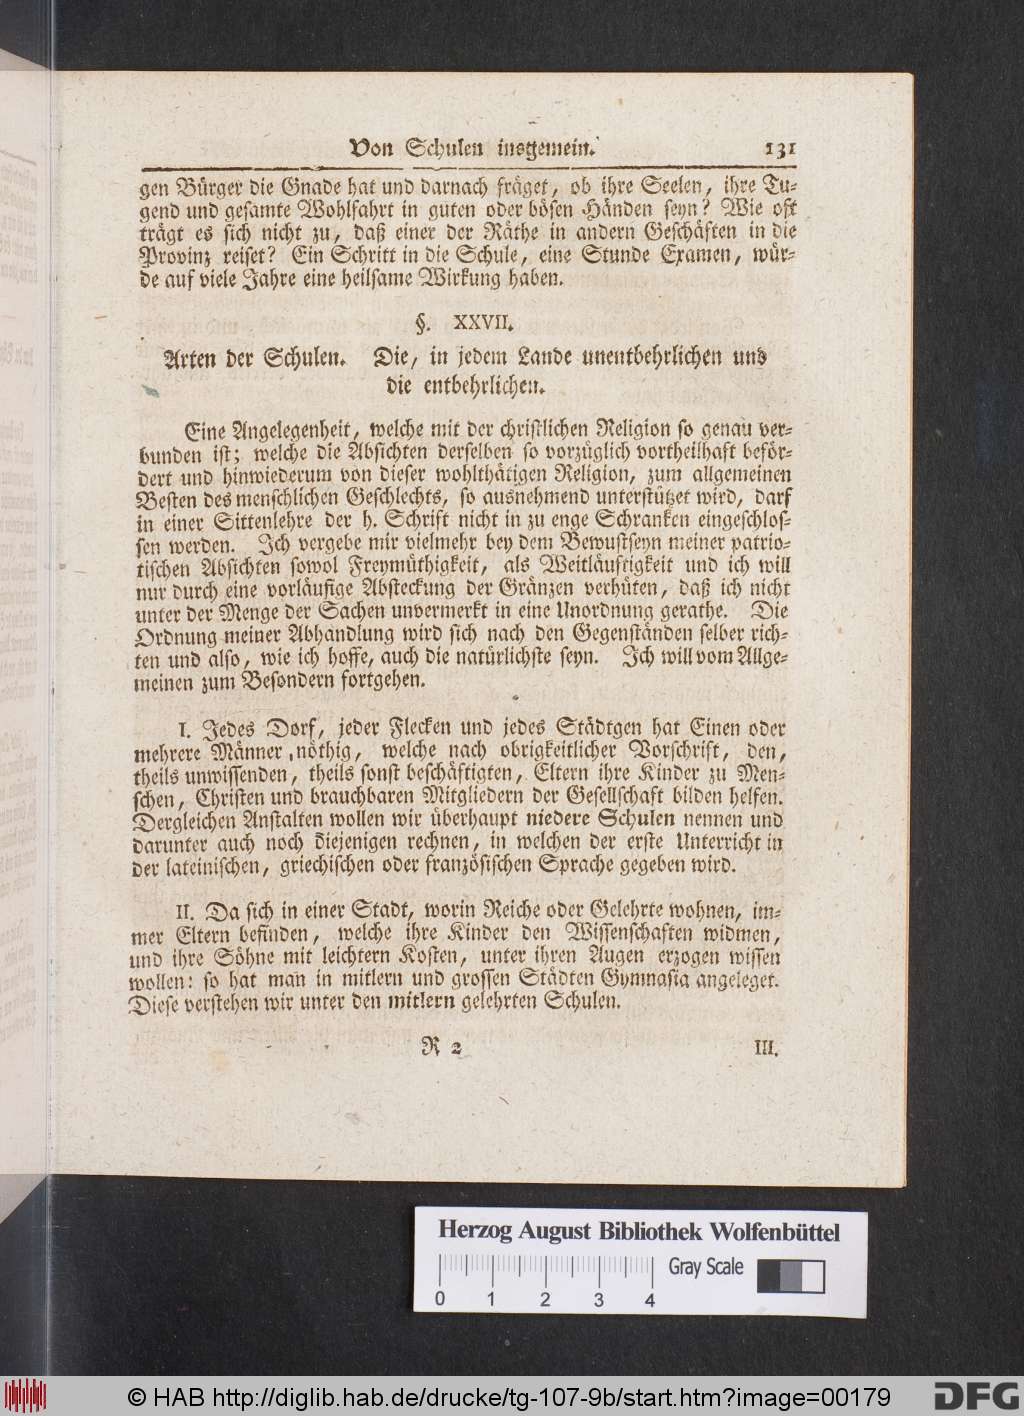 Von Schulen insgemein. 131
gen Bürger die Gnade hat und darnach fräget, ob ihre Seelen, ihre Tu-
gend und gesamte Wohlfahrt in guten oder bösen Händen seyn? Wie oft
trägt es sich nicht zu, daß einer der Räthe in andern Geschäften in die
Provinz reiset? Ein Schritt in die Schule, eine Stunde Examen, wür-
de auf viele Jahre eine heilsame Wirkung haben.
§. XXVII.
Arten der Schulen. Die, in jedem Lande unentbehrlichen und
die entbehrlichen.
Eine Angelegenheit, welche mit der christlichen Religion so genau ver-
bunden ist; welche die Absichten derselben so vorzüglich vortheilhaft beför-
dert und hinwiederum von dieser wohlthätigen Religion, zum allgemeinen
Besten des menschlichen Geschlechts, so ausnehmend unterstützet wird, darf
in einer Sittenlehre der h. Schrift nicht in zu enge Schranken eingeschlos-
sen werden. Ich vergebe mir vielmehr bey dem Bewustseyn meiner patrio-
tischen Absichten sowol Freymüthigkeit, als Weitläuftigkeit und ich will
nur durch eine vorläufige Absteckung der Gränzen verhüten, daß ich nicht
unter der Menge der Sachen unvermerkt in eine Unordnung gerathe. Die
Ordnung meiner Abhandlung wird sich nach den Gegenständen selber rich-
ten und also, wie ich hoffe, auch die natürlichste seyn. Ich will vom Allge-
meinen zum Besondern fortgehen.
I. Jedes Dorf, jeder Flecken und jedes Städtgen hat Einen oder
mehrere Männer nöthig, welche nach obrigkeitlicher Vorschrift, den,
theils unwissenden, theils sonst beschäftigten, Eltern ihre Kinder zu Men-
schen, Christen und brauchbaren Mitgliedern der Gesellschaft bilden helfen.
Dergleichen Anstalten wollen wir überhaupt niedere Schulen nennen und
darunter auch noch diejenigen rechnen, in welchen der erste Unterricht in
der lateinischen, griechischen oder französischen Sprache gegeben wird.
II. Da sich in einer Stadt, worin Reiche oder Gelehrte wohnen, im-
mer Eltern befinden, welche ihre Kinder den Wissenschaften widmen,
und ihre Söhne mit leichtern Kosten, unter ihren Augen erzogen wissen
wollen: so hat man in mitlern und grossen Städten Gymnasia angeleget.
Diese verstehen wir unter den mitlern gelehrten Schulen.
R 2 III.
Herzog August Bibliothek Wolfenbüttel
Gray Scale
0 1 2 3 4
© HAB http://diglib.hab.de/drucke/tg-107-9b/start.htm?image=00179
DFG